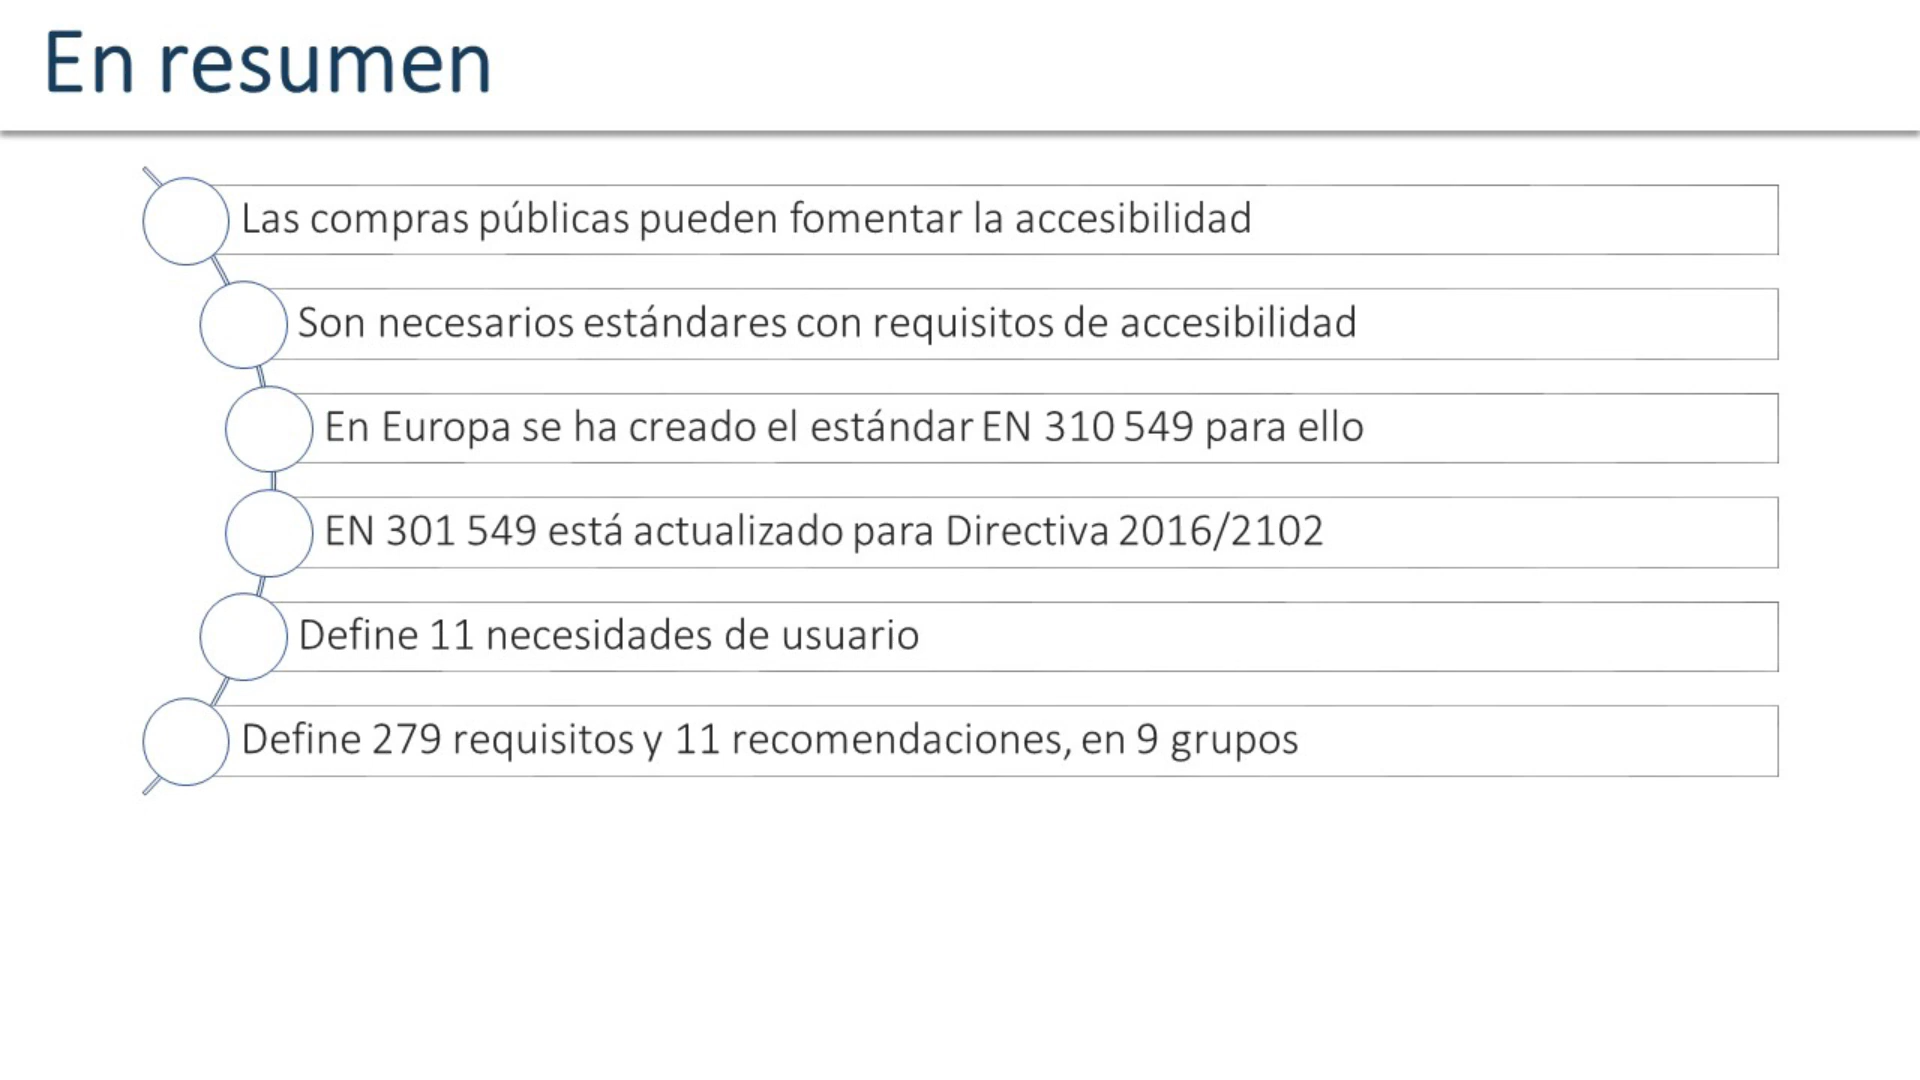 En resumen
Las compras públicas pueden fomentar la accesibilidad
Son necesarios estándares con requisitos de accesibilidad
En Europa se ha creado el estándar EN 310 549 para ello
EN 301 549 está actualizado para Directiva 2016/2102
Define 11 necesidades de usuario
Define 279 requisitos y 11 recomendaciones, en 9 grupos